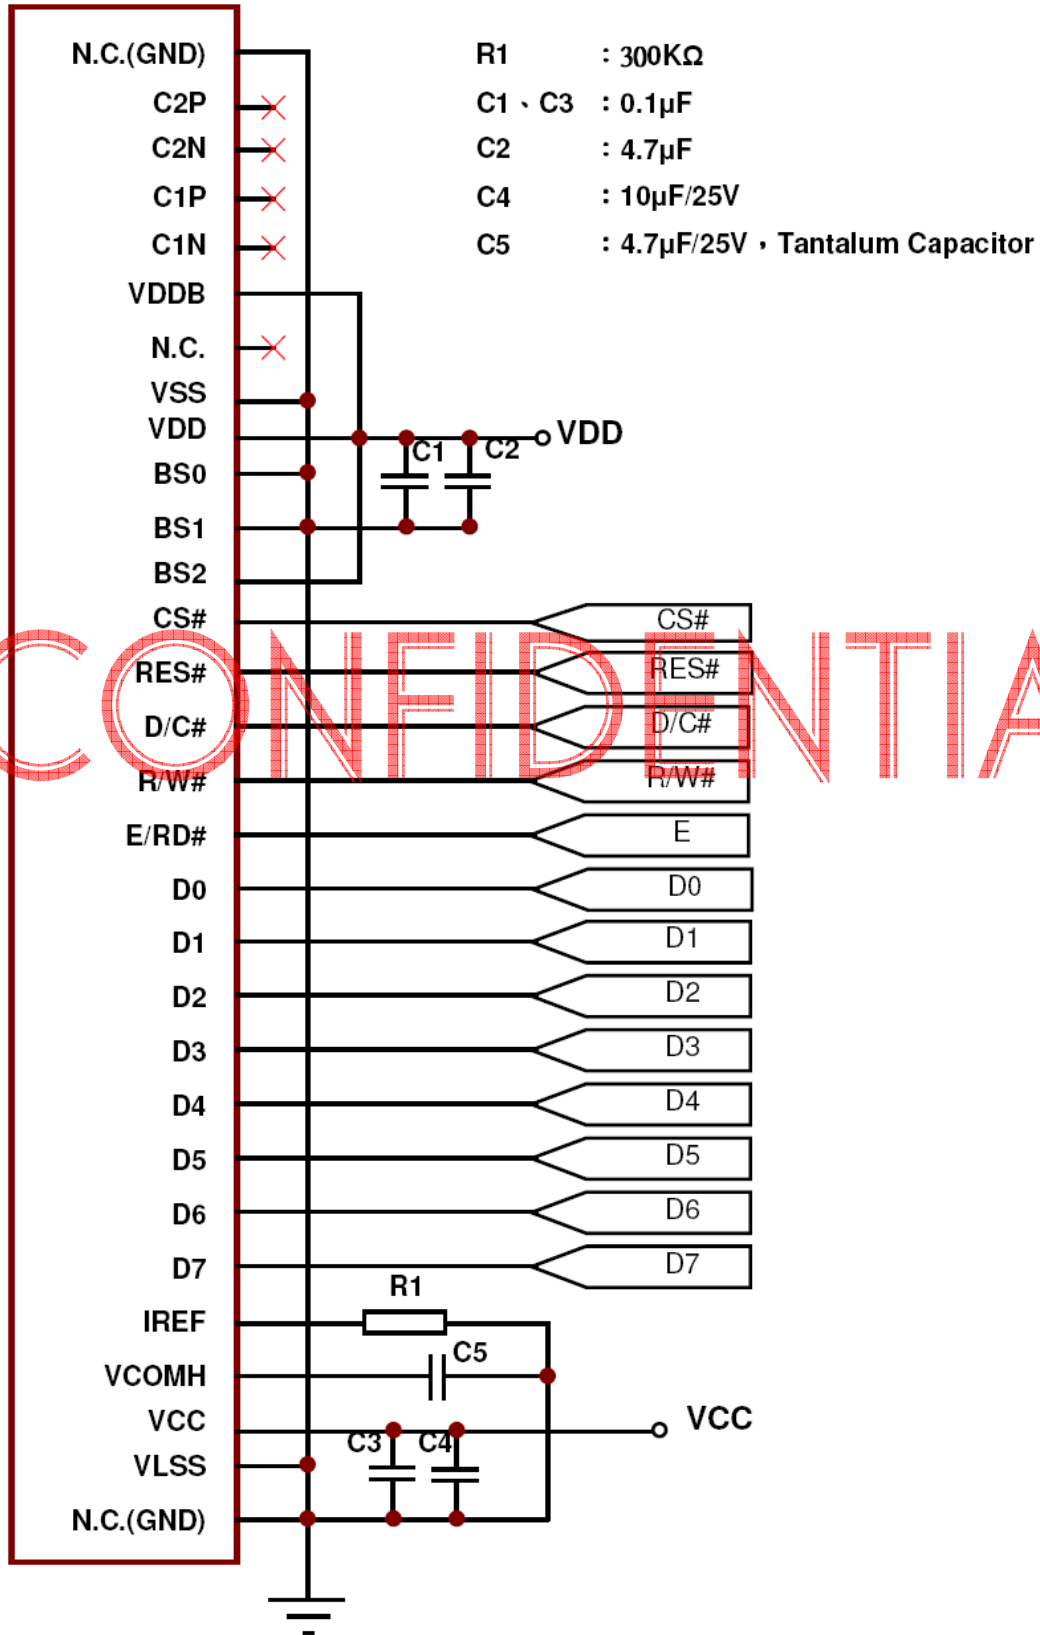 N.C.(GND)
C2P
C2N
C1P
C1N
VDDB
N.C.
VSS
VDD
BS0
BS1
BS2
CS#
RES#
D/C#
R/W#
E/RD#
D0
D1
D2
D3
D4
D5
D6
D7
IREF
VCOMH
VCC
VLSS
N.C.(GND)
R1 : 300KΩ
C1、C3 : 0.1µF
C2 : 4.7µF
C4 : 10µF/25V
C5 : 4.7µF/25V，Tantalum Capacitor
VDD
C1 C2
CS#
RES#
D/C#
R/W#
E
D0
D1
D2
D3
D4
D5
D6
D7
R1
C5
VCC
C3 C4
CONFIDENTIA